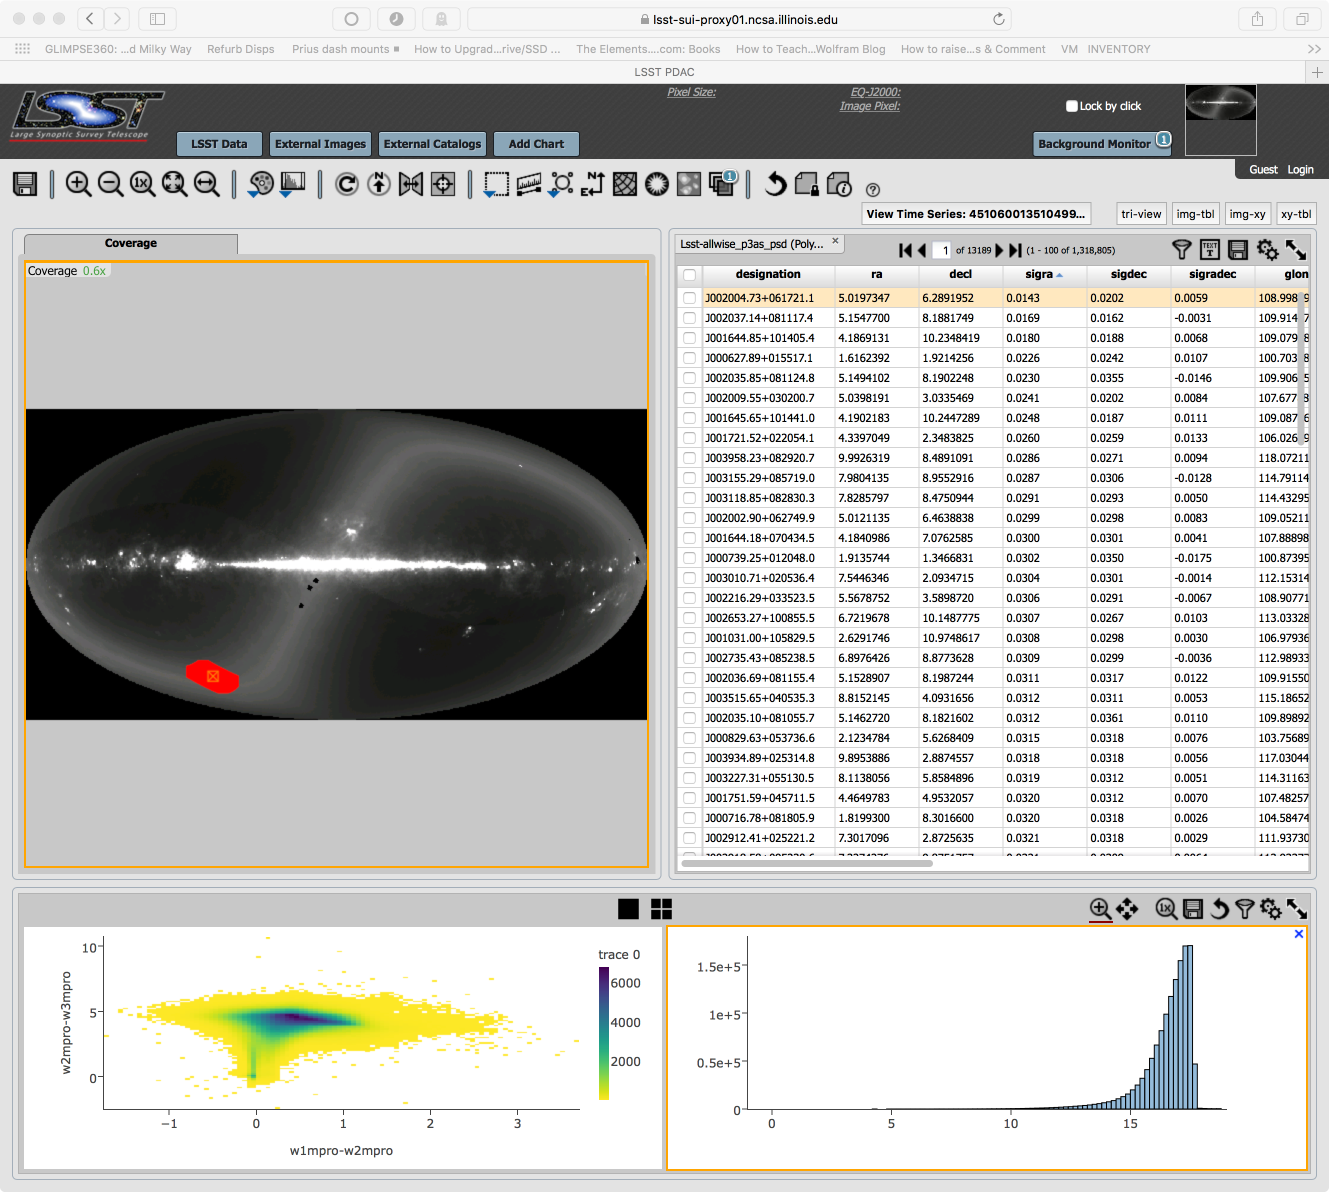 lsst-sui-proxy01.ncsa.illinois.edu
GLIMPSE360: ...d Milky Way Refurb Disps Prius dash mounts How to Upgrad...rive/SSD ... The Elements....com: Books How to Teach...Wolfram Blog How to raise...s & Comment VM INVENTORY >>
LSST PDAC
LSST
Large Synoptic Survey Telescope
Pixel Size: EQ-J2000:
Image Pixel:
Lock by click
LSST Data External Images External Catalogs Add Chart Background Monitor 1
Guest Login
1x 1
View Time Series: 451060013510499... tri-view img-tbl img-xy xy-tbl
Coverage
Coverage 0.6x
Lsst-allwise_p3as_psd (Poly... 1 of 13189 (1 - 100 of 1,318,805) TEXT T
designation ra decl sigra sigdec sigradec glon
J002004.73+061721.1 5.0197347 6.2891952 0.0143 0.0202 0.0059 108.998 9
J002037.14+081117.4 5.1547700 8.1881749 0.0169 0.0162 -0.0031 109.914 7
J001644.85+101405.4 4.1869131 10.2348419 0.0180 0.0188 0.0068 109.079 8
J000627.89+015517.1 1.6162392 1.9214256 0.0226 0.0242 0.0107 100.703 8
J002035.85+081124.8 5.1494102 8.1902248 0.0230 0.0355 -0.0146 109.906 5
J002009.55+030200.7 5.0398191 3.0335469 0.0241 0.0202 0.0084 107.677 8
J001645.65+101441.0 4.1902183 10.2447289 0.0248 0.0187 0.0111 109.087 6
J001721.52+022054.1 4.3397049 2.3483825 0.0260 0.0259 0.0133 106.026 9
J003958.23+082920.7 9.9926319 8.4891091 0.0286 0.0271 0.0094 118.07211
J003155.29+085719.0 7.9804135 8.9552916 0.0287 0.0306 -0.0128 114.79114
J003118.85+082830.3 7.8285797 8.4750944 0.0291 0.0293 0.0050 114.43295
J002002.90+062749.9 5.0121135 6.4638838 0.0299 0.0298 0.0083 109.05211
J001644.18+070434.5 4.1840986 7.0762585 0.0300 0.0301 0.0041 107.88898
J000739.25+012048.0 1.9135744 1.3466831 0.0302 0.0350 -0.0175 100.87395
J003010.71+020536.4 7.5446346 2.0934715 0.0304 0.0301 -0.0014 112.15314
J002216.29+033523.5 5.5678752 3.5898720 0.0306 0.0291 -0.0067 108.90771
J002653.27+100855.5 6.7219678 10.1487775 0.0307 0.0267 0.0103 113.03328
J001031.00+105829.5 2.6291746 10.9748617 0.0308 0.0298 0.0030 106.97936
J002735.43+085238.5 6.8976426 8.8773628 0.0309 0.0299 -0.0036 112.98933
J002036.69+081155.4 5.1528907 8.1987244 0.0311 0.0317 0.0122 109.91550
J003515.65+040535.3 8.8152145 4.0931656 0.0312 0.0311 0.0053 115.18652
J002035.10+081055.7 5.1462720 8.1821602 0.0312 0.0361 0.0110 109.89892
J000829.63+053736.6 2.1234784 5.6268409 0.0315 0.0318 0.0076 103.75689
J003934.89+025314.8 9.8953886 2.8874557 0.0318 0.0318 0.0056 117.03044
J003227.31+055130.5 8.1138056 5.8584896 0.0319 0.0312 0.0051 114.31163
J001751.59+045711.5 4.4649783 4.9532057 0.0320 0.0312 0.0070 107.48257
J000716.78+081805.9 1.8199300 8.3016600 0.0320 0.0318 0.0026 104.58474
J002912.41+025221.2 7.3017096 2.8725635 0.0321 0.0318 0.0029 111.93730
1x
trace 0
10
5
0
w2mpro-w3mpro
−1 0 1 2 3
w1mpro-w2mpro
6000
4000
2000
1.5e+5
1e+5
0.5e+5
0
0 5 10 15